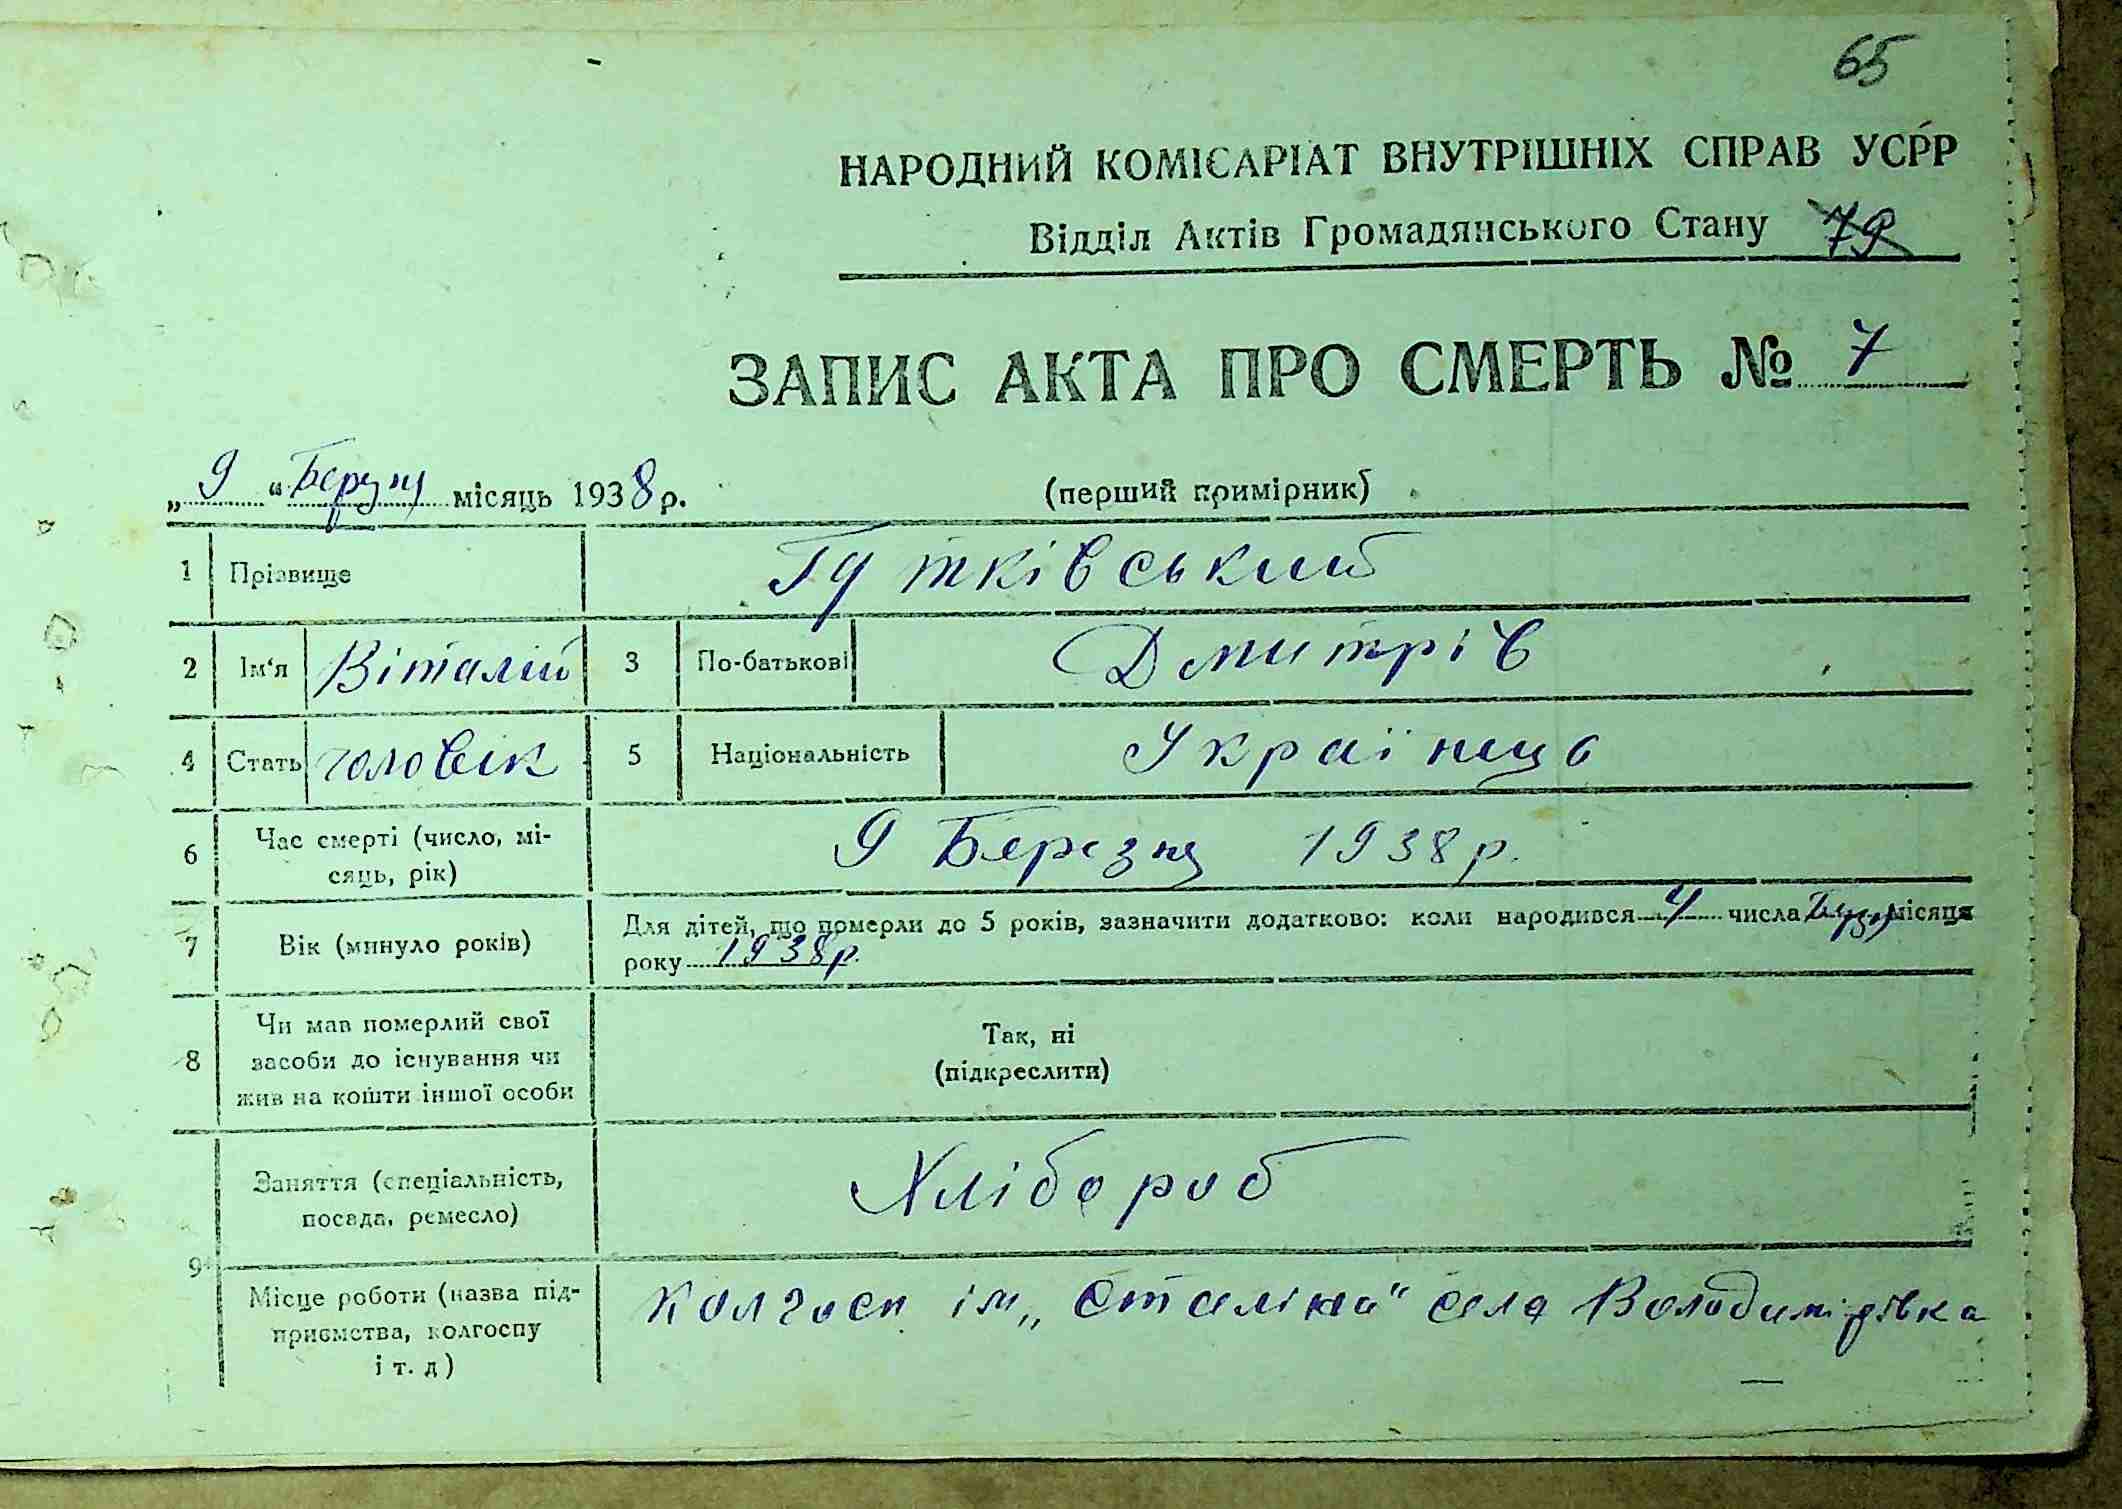 65
НАРОДНИЙ КОМІСАРІАТ ВНУТРІШНІХ СПРАВ УСРР
Відділ Актів Громадянського Стану 79
ЗАПИС АКТА ПРО СМЕРТЬ № 7
„ 9 “ Березня місяць 1938 р. (перший примірник)
1 Прізвище Гутківський
2 Ім‘я Віталій 3 По-батькові Дмитрів
4 Стать чоловік 5 Національність Українець
6 Час смерті (число, мі-
сяць, рік) 9 Березня 1938 р.
7 Вік (минуло років) Для дітей, що померли до 5 років, зазначити додатково: коли народився 4 числа місяця
року 1938 р.
8 Чи мав померлий свої
засоби до існування чи
жив на кошти іншої особи
Так, ні
(підкреслити)
9 Заняття (спеціальність,
посада, ремесло) Хлібороб
Місце роботи (назва під-
приємства, колгоспу
і т. д) Колгосп ім „Сталіна" села Володимірівка